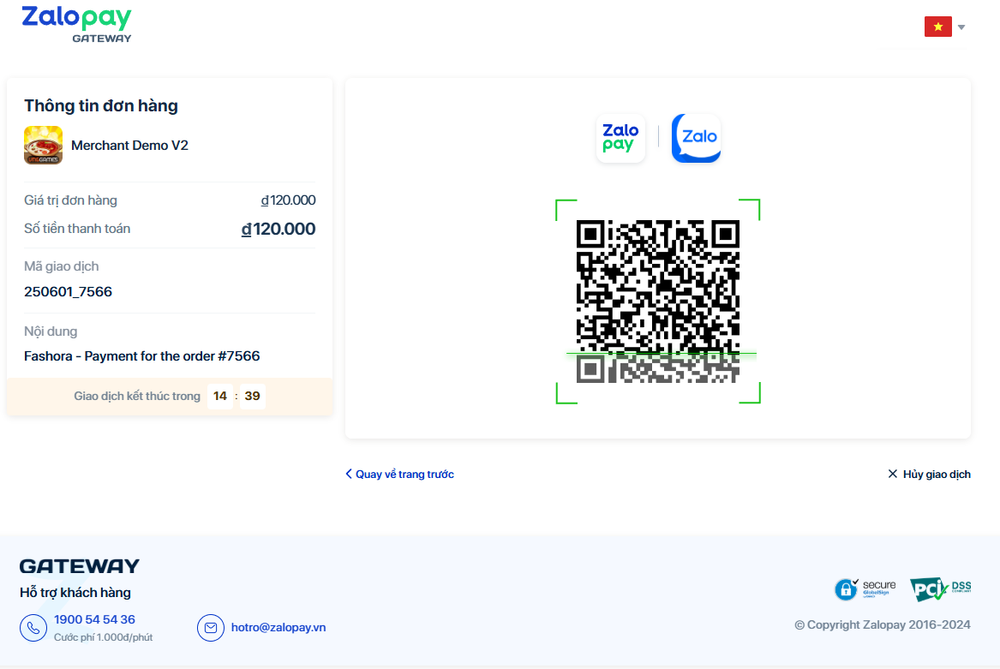 Zalopay
GATEWAY
Thông tin đơn hàng
VNGGAMES
Merchant Demo V2
Giá trị đơn hàng
₫120.000
Số tiền thanh toán
₫120.000
Mã giao dịch
250601_7566
Nội dung
Fashora - Payment for the order #7566
Giao dịch kết thúc trong 14 : 39
Zalo
pay
Zalo
Quay về trang trước
Hủy giao dịch
GATEWAY
Hỗ trợ khách hàng
1900 54 54 36
Cước phí 1.000đ/phút
hotro@zalopay.vn
secure
GlobalSign
PCI DSS
COMPLIANT
© Copyright Zalopay 2016-2024